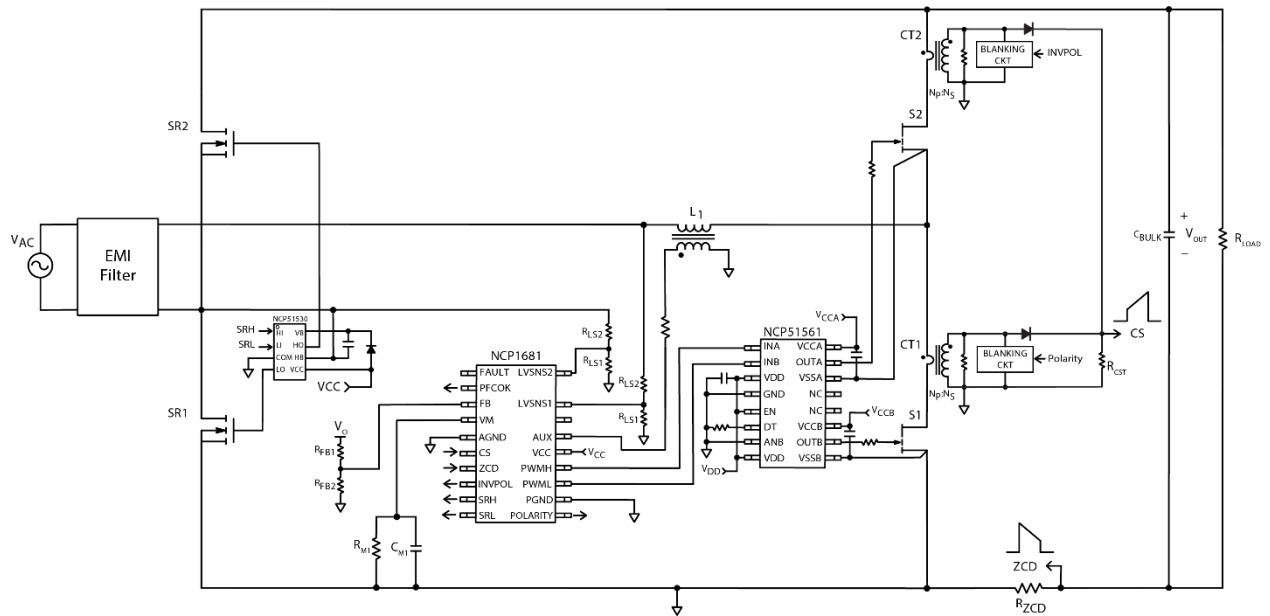 CT2
BLANKING
CKT
INVPOL
NP:NS
S2
SR2
L1
VAC
EMI
Filter
CBULK
+
VOUT
−
RLOAD
NCP51530
SRH
SRL
HI
LI
COM
LO
VB
HO
HB
VCC
VCC
RLS2
RLS1
RLS2
RLS1
NCP1681
FAULT
PFCOK
FB
VM
AGND
CS
ZCD
INVPOL
SRH
SRL
LVSNS2
LVSNS1
AUX
VCC
PWMH
PWML
PGND
POLARITY
VCC
VCCA
NCP51561
INA
INB
VDD
GND
EN
DT
ANB
VDD
VCCA
OUTA
VSSA
NC
NC
VCCB
OUTB
VSSB
VCCB
VDD
CT1
BLANKING
CKT
Polarity
NP:NS
CS
RCST
S1
SR1
VO
RFB1
RFB2
RM1
CM1
ZCD
RZCD